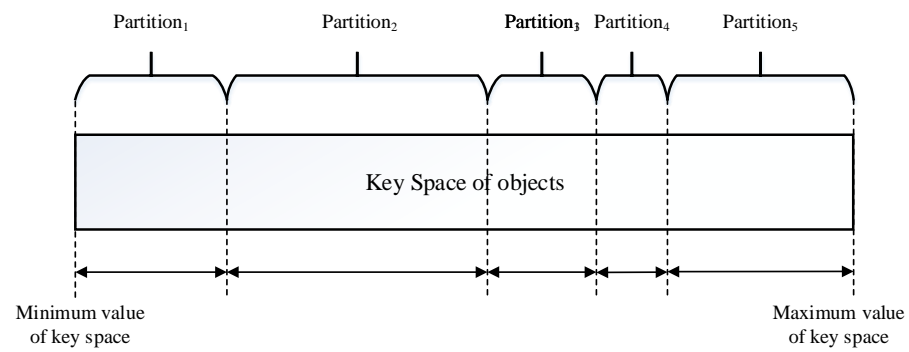 Partition₁ Partition₂ Partition₃ Partition₄ Partition₅
Key Space of objects
Minimum value
of key space
Maximum value
of key space